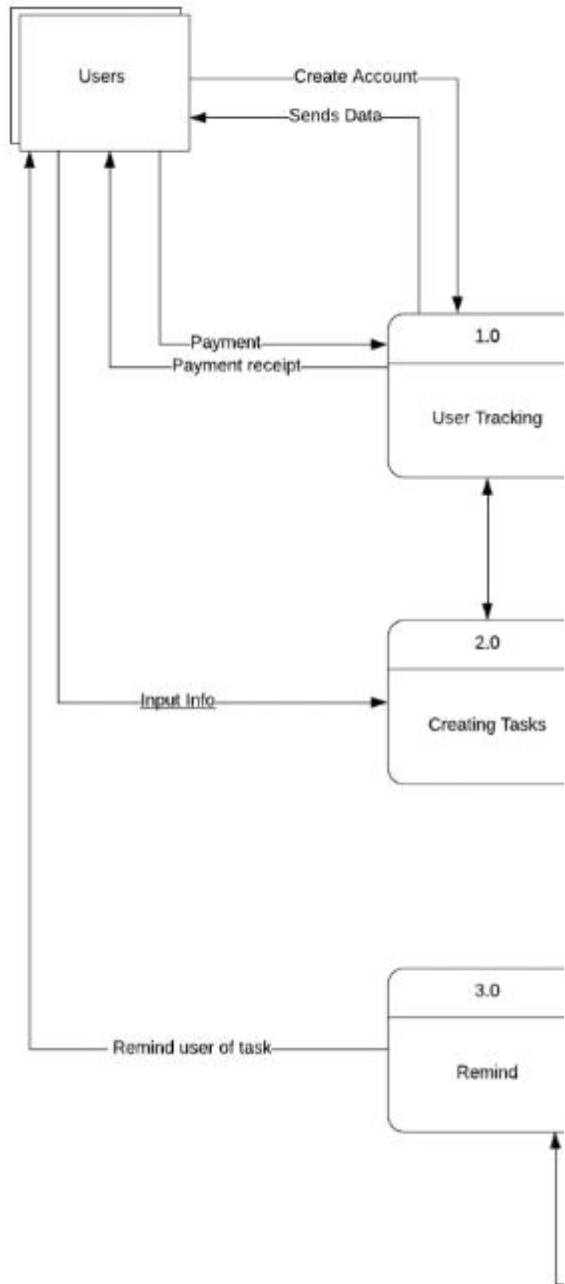 Users
Create Account
Sends Data
Payment
Payment receipt
1.0
User Tracking
2.0
Input Info
Creating Tasks
3.0
Remind user of task
Remind